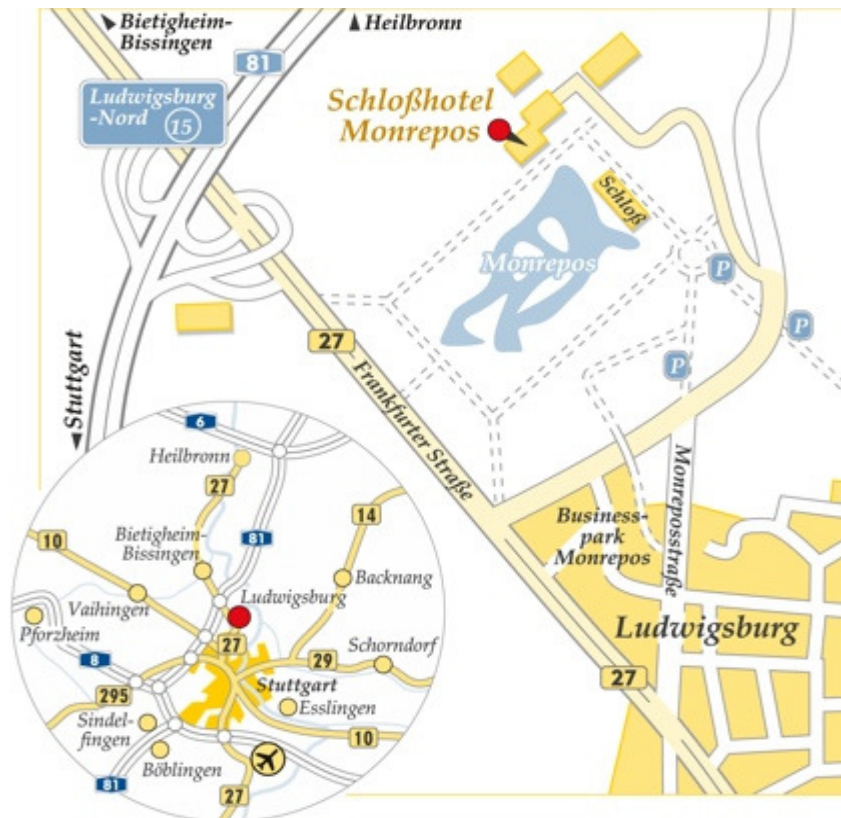 Bietigheim-
Bissingen
Heilbronn
81
Ludwigsburg
-Nord 15
Schloßhotel
Monrepos
Schloß
Monrepos
P
P
P
27
Stuttgart
Frankfurter Straße
Monreposstraße
Business-
park
Monrepos
Ludwigsburg
27
6
Heilbronn
27
14
81
10
Bietigheim-
Bissingen
Backnang
Vaihingen
Ludwigsburg
Pforzheim
8
27
29
Schorndorf
295
Stuttgart
Esslingen
Sindel-
fingen
10
Böblingen
81
27